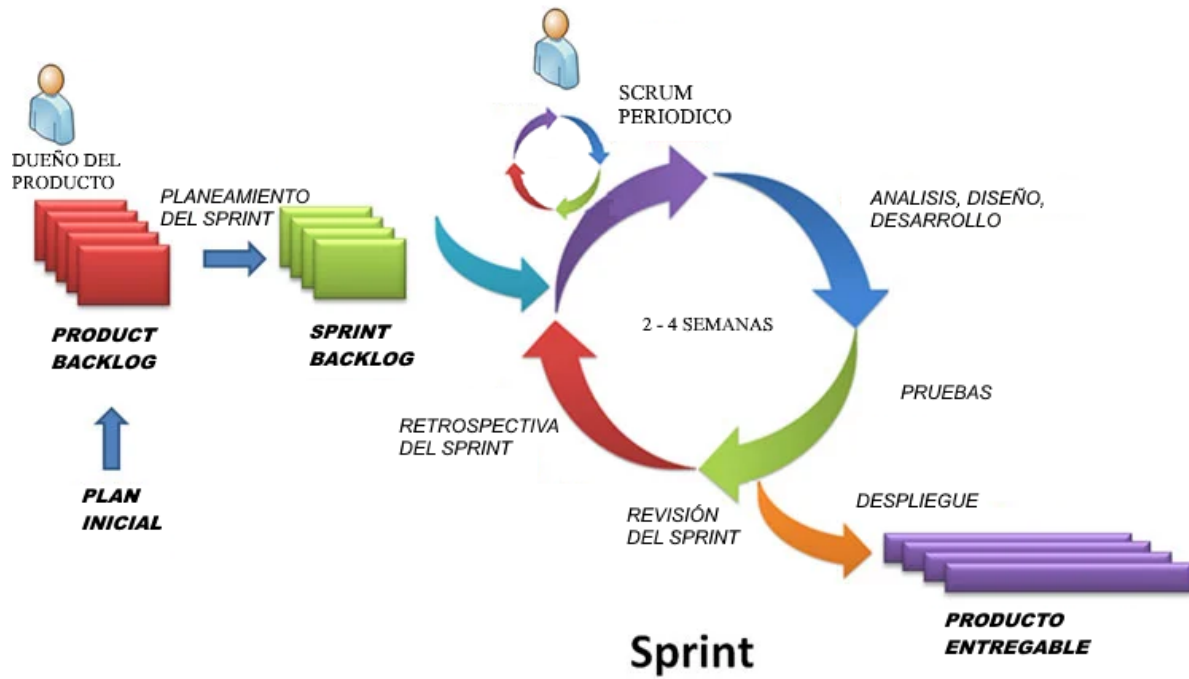 DUEÑO DEL
PRODUCTO
PLANEAMIENTO
DEL SPRINT
PRODUCT
BACKLOG
SPRINT
BACKLOG
PLAN
INICIAL
SCRUM
PERIODICO
ANALISIS, DISEÑO,
DESARROLLO
2 - 4 SEMANAS
PRUEBAS
RETROSPECTIVA
DEL SPRINT
REVISIÓN
DEL SPRINT
DESPLIEGUE
PRODUCTO
ENTREGABLE
Sprint